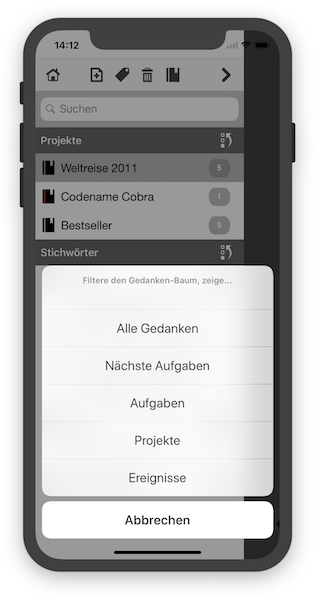 14:12
Suchen
Projekte
Weltreise 2011 5
Codename Cobra 1
Bestseller 8
Stichwörter
Filtere den Gedanken-Baum, zeige...
Alle Gedanken
Nächste Aufgaben
Aufgaben
Projekte
Ereignisse
Abbrechen